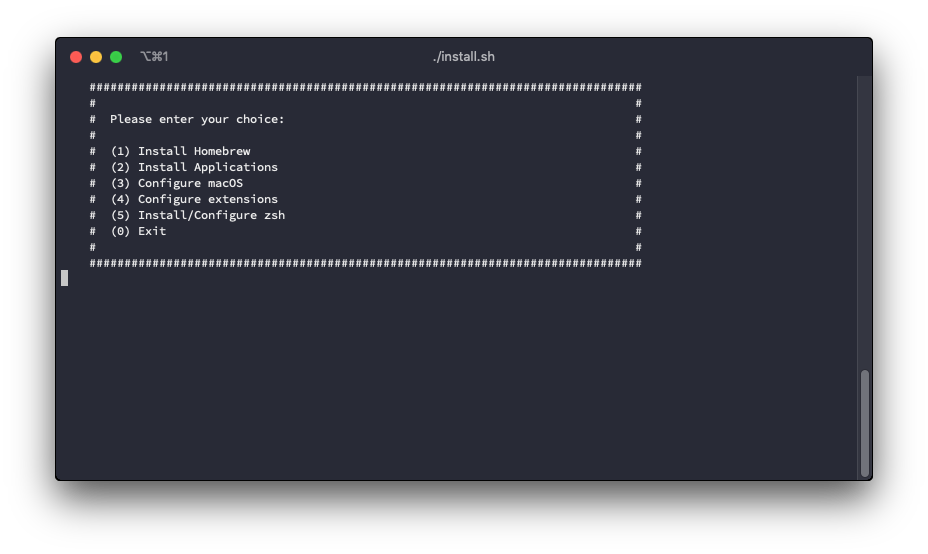 ⌥⌘1 ./install.sh
###############################################################################
# #
# Please enter your choice: #
# #
# (1) Install Homebrew #
# (2) Install Applications #
# (3) Configure macOS #
# (4) Configure extensions #
# (5) Install/Configure zsh #
# (0) Exit #
# #
###############################################################################